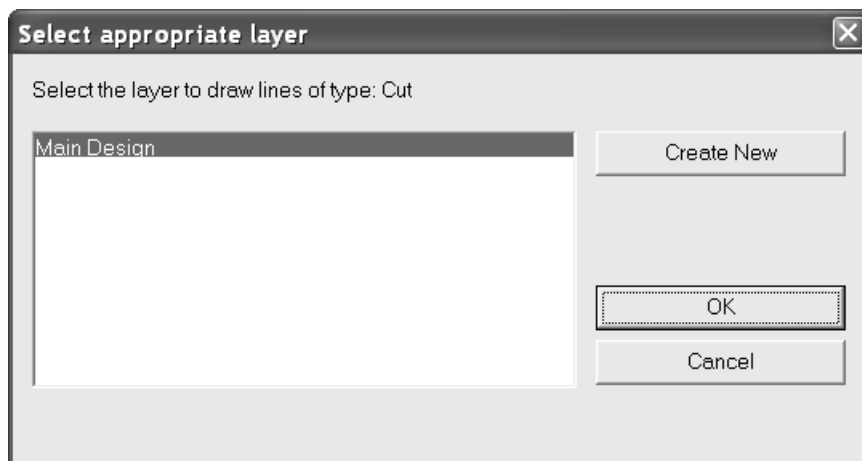 Select appropriate layer
Select the layer to draw lines of type: Cut
Main Design
Create New
OK
Cancel